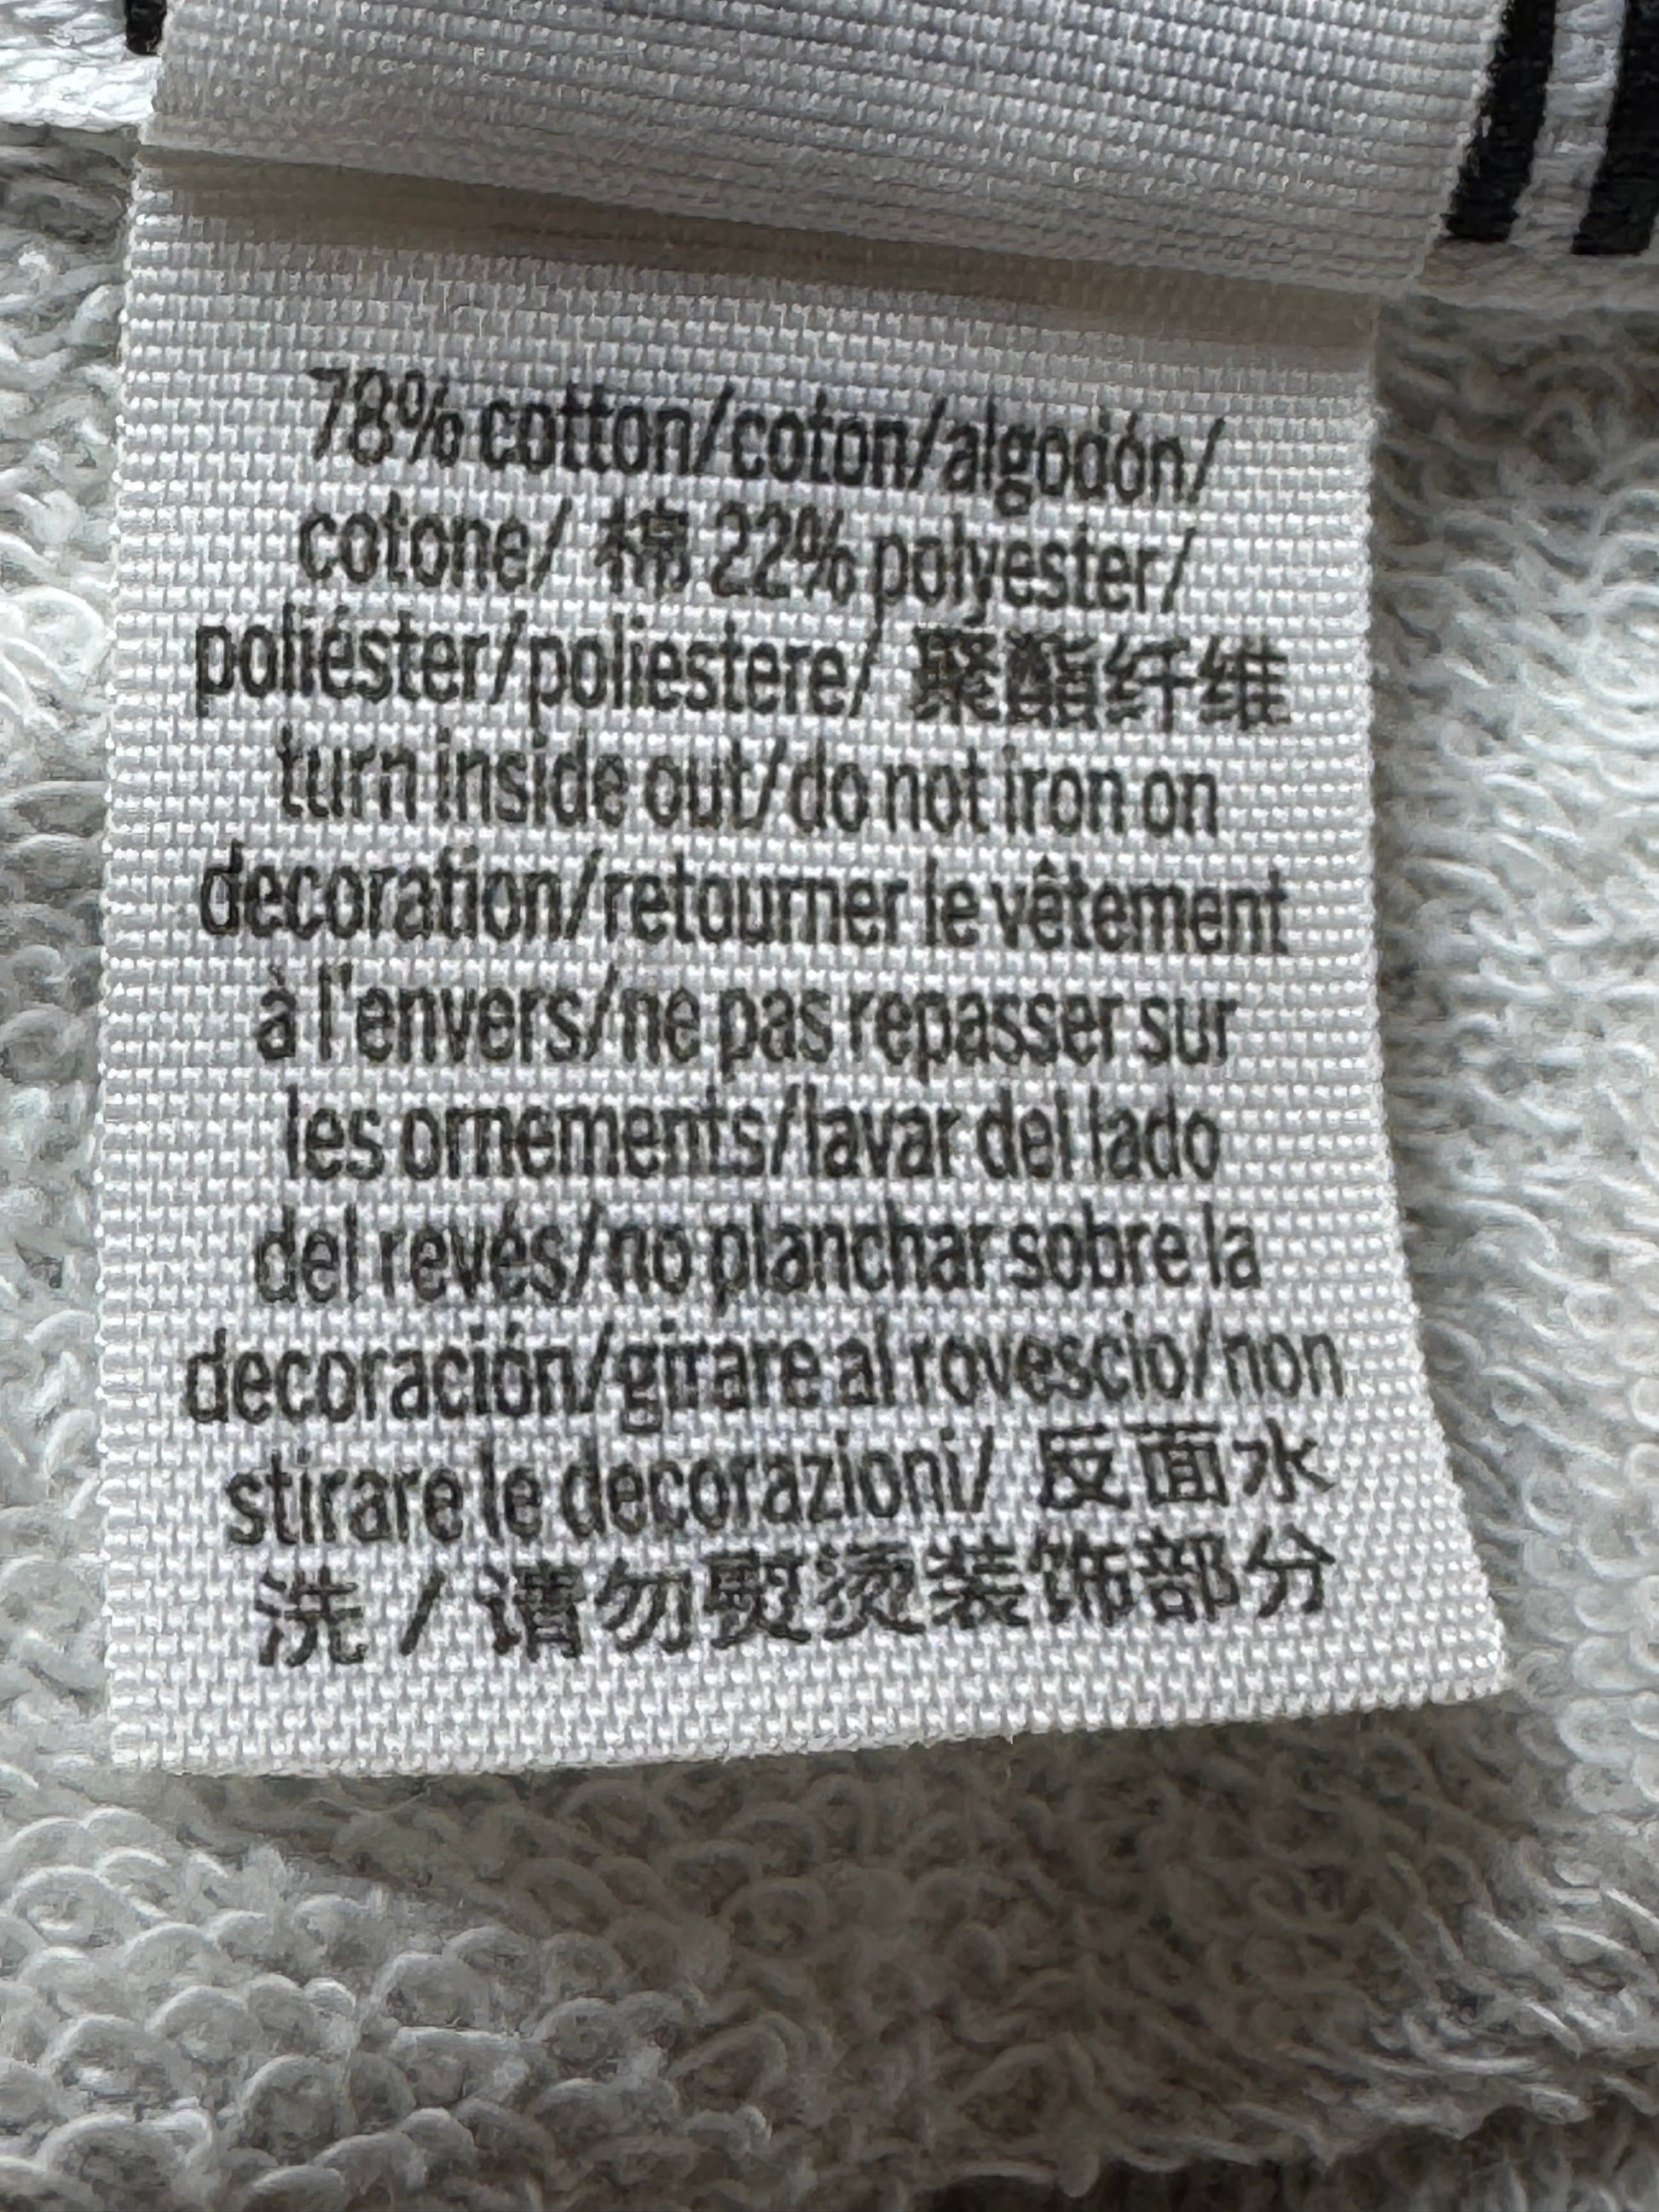 78% cotton/coton/algodón/
cotone/ 棉 22% polyester/
poliéster/poliestere/ 聚酯纤维
turn inside out/do not iron on
decoration/retourner le vêtement
à l'envers/ne pas repasser sur
les ornements/lavar del lado
del revés/no planchar sobre la
decoración/girare al rovescio/non
stirare le decorazioni/ 反面水
洗 / 请勿熨烫装饰部分